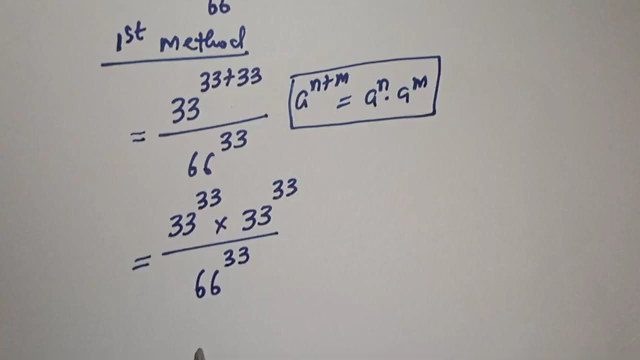 66
1st Method
= 33^(33+33) / 66^33
a^(n+m) = a^n · a^m
= 33^33 × 33^33 / 66^33